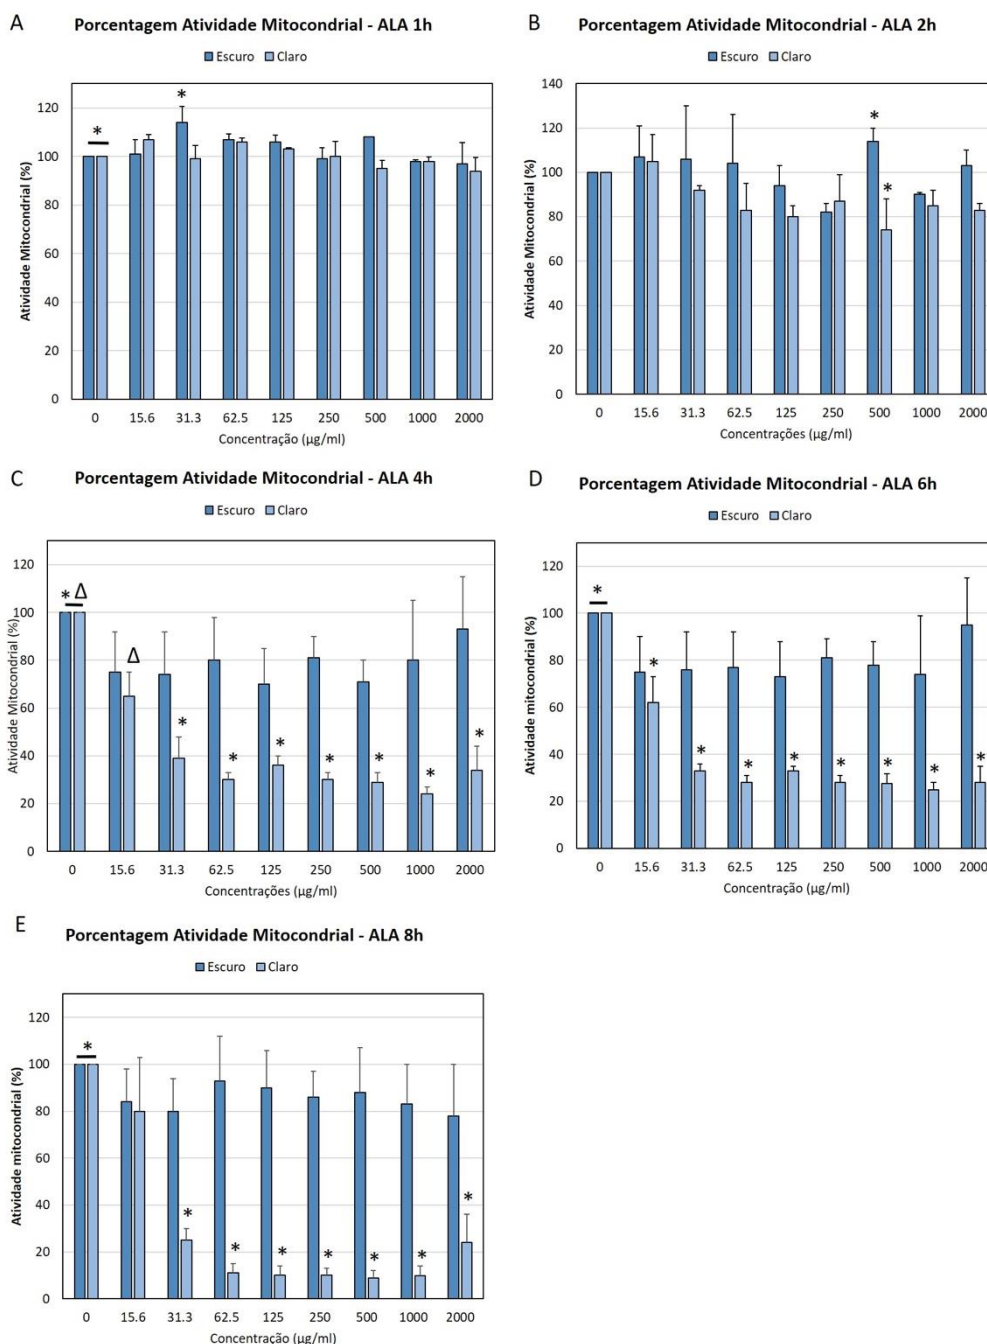 A
Porcentagem Atividade Mitocondrial - ALA 1h
Escuro Claro
*
*
Atividade Mitocondrial (%)
120
100
80
60
40
20
0
0 15.6 31.3 62.5 125 250 500 1000 2000
Concentração (µg/ml)
B
Porcentagem Atividade Mitocondrial - ALA 2h
Escuro Claro
*
*
Atividade Mitocondrial (%)
140
120
100
80
60
40
20
0
0 15.6 31.3 62.5 125 250 500 1000 2000
Concentrações (µg/ml)
C
Porcentagem Atividade Mitocondrial - ALA 4h
Escuro Claro
* Δ
Δ
* * * * * * *
Atividade Mitocondrial (%)
120
100
80
60
40
20
0
0 15.6 31.3 62.5 125 250 500 1000 2000
Concentrações (µg/ml)
D
Porcentagem Atividade Mitocondrial - ALA 6h
Escuro Claro
*
* * * * * * * *
Atividade mitocondrial (%)
120
100
80
60
40
20
0
0 15.6 31.3 62.5 125 250 500 1000 2000
Concentração (µg/ml)
E
Porcentagem Atividade Mitocondrial - ALA 8h
Escuro Claro
*
* * * * * * *
Atividade mitocondrial (%)
120
100
80
60
40
20
0
0 15.6 31.3 62.5 125 250 500 1000 2000
Concentração (µg/ml)